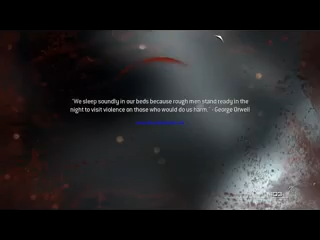 "We sleep soundly in our beds because rough men stand ready in the
night to visit violence on those who would do us harm." - George Orwell